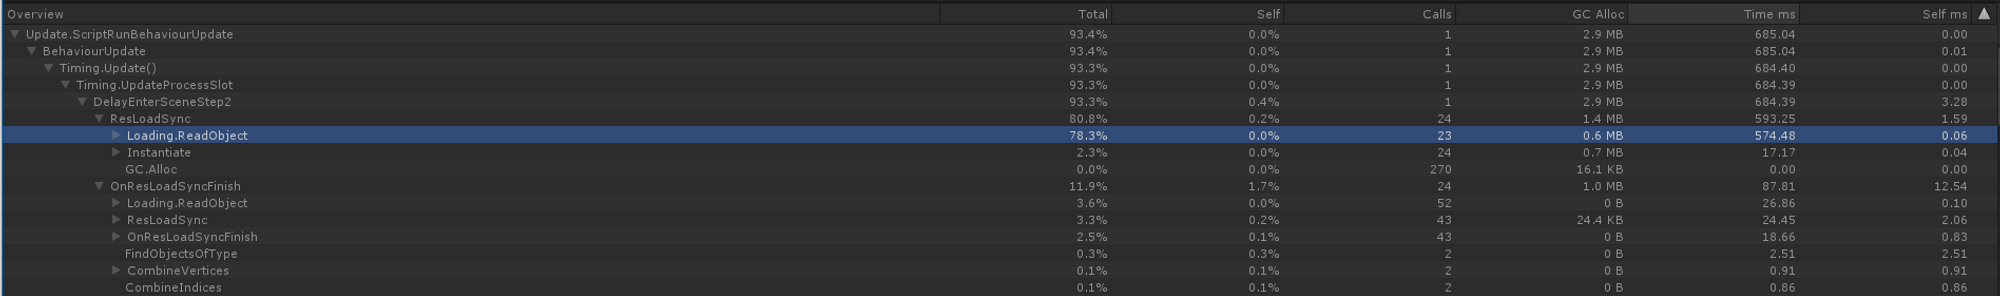 Overview Total Self Calls GC Alloc Time ms Self ms
Update.ScriptRunBehaviourUpdate 93.4% 0.0% 1 2.9 MB 685.04 0.00
BehaviourUpdate 93.4% 0.0% 1 2.9 MB 685.04 0.01
Timing.Update() 93.3% 0.0% 1 2.9 MB 684.40 0.00
Timing.UpdateProcessSlot 93.3% 0.0% 1 2.9 MB 684.39 0.00
DelayEnterSceneStep2 93.3% 0.4% 1 2.9 MB 684.39 3.28
ResLoadSync 80.8% 0.2% 24 1.4 MB 593.25 1.59
Loading.ReadObject 78.3% 0.0% 23 0.6 MB 574.48 0.06
Instantiate 2.3% 0.0% 24 0.7 MB 17.17 0.04
GC.Alloc 0.0% 0.0% 270 16.1 KB 0.00 0.00
OnResLoadSyncFinish 11.9% 1.7% 24 1.0 MB 87.81 12.54
Loading.ReadObject 3.6% 0.0% 52 0 B 26.86 0.10
ResLoadSync 3.3% 0.2% 43 24.4 KB 24.45 2.06
OnResLoadSyncFinish 2.5% 0.1% 43 0 B 18.66 0.83
FindObjectsOfType 0.3% 0.3% 2 0 B 2.51 2.51
CombineVertices 0.1% 0.1% 2 0 B 0.91 0.91
CombineIndices 0.1% 0.1% 2 0 B 0.86 0.86